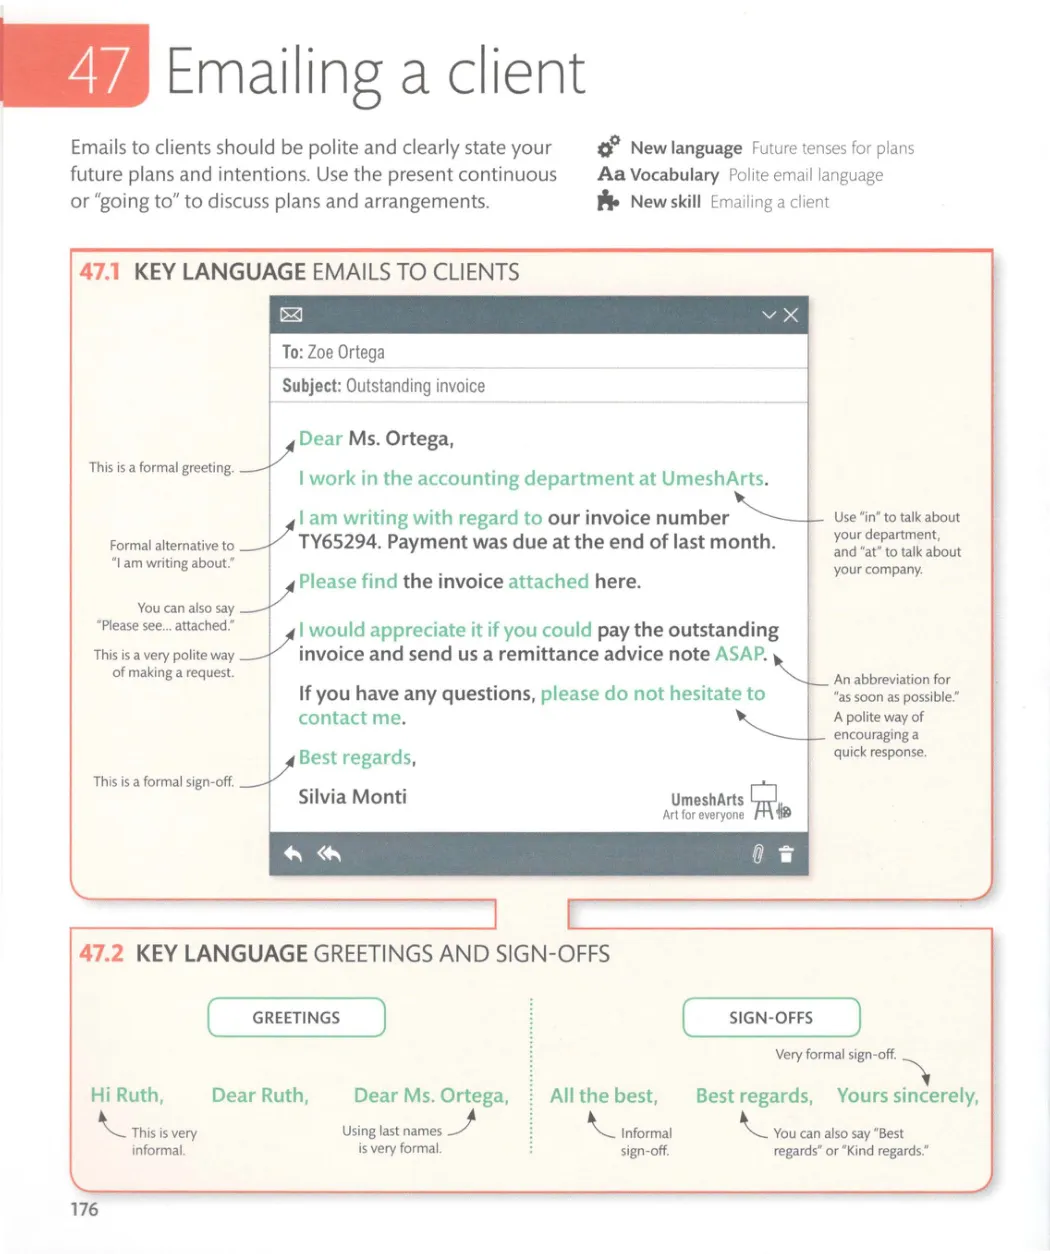 47 Emailing a client
Emails to clients should be polite and clearly state your
future plans and intentions. Use the present continuous
or "going to" to discuss plans and arrangements.
New language Future tenses for plans
Aa Vocabulary Polite email language
New skill Emailing a client
47.1 KEY LANGUAGE EMAILS TO CLIENTS
To: Zoe Ortega
Subject: Outstanding invoice
Dear Ms. Ortega,
This is a formal greeting.
I work in the accounting department at UmeshArts.
Use "in" to talk about
your department,
and "at" to talk about
your company.
I am writing with regard to our invoice number
TY65294. Payment was due at the end of last month.
Formal alternative to
"I am writing about."
Please find the invoice attached here.
You can also say
"Please see... attached."
I would appreciate it if you could pay the outstanding
invoice and send us a remittance advice note ASAP.
This is a very polite way
of making a request.
An abbreviation for
"as soon as possible."
If you have any questions, please do not hesitate to
contact me.
A polite way of
encouraging a
quick response.
Best regards,
This is a formal sign-off.
Silvia Monti
UmeshArts
Art for everyone
47.2 KEY LANGUAGE GREETINGS AND SIGN-OFFS
GREETINGS
Hi Ruth,
This is very
informal.
Dear Ruth,
Dear Ms. Ortega,
Using last names
is very formal.
SIGN-OFFS
All the best,
Informal
sign-off.
Best regards,
You can also say "Best
regards" or "Kind regards."
Very formal sign-off.
Yours sincerely,
176